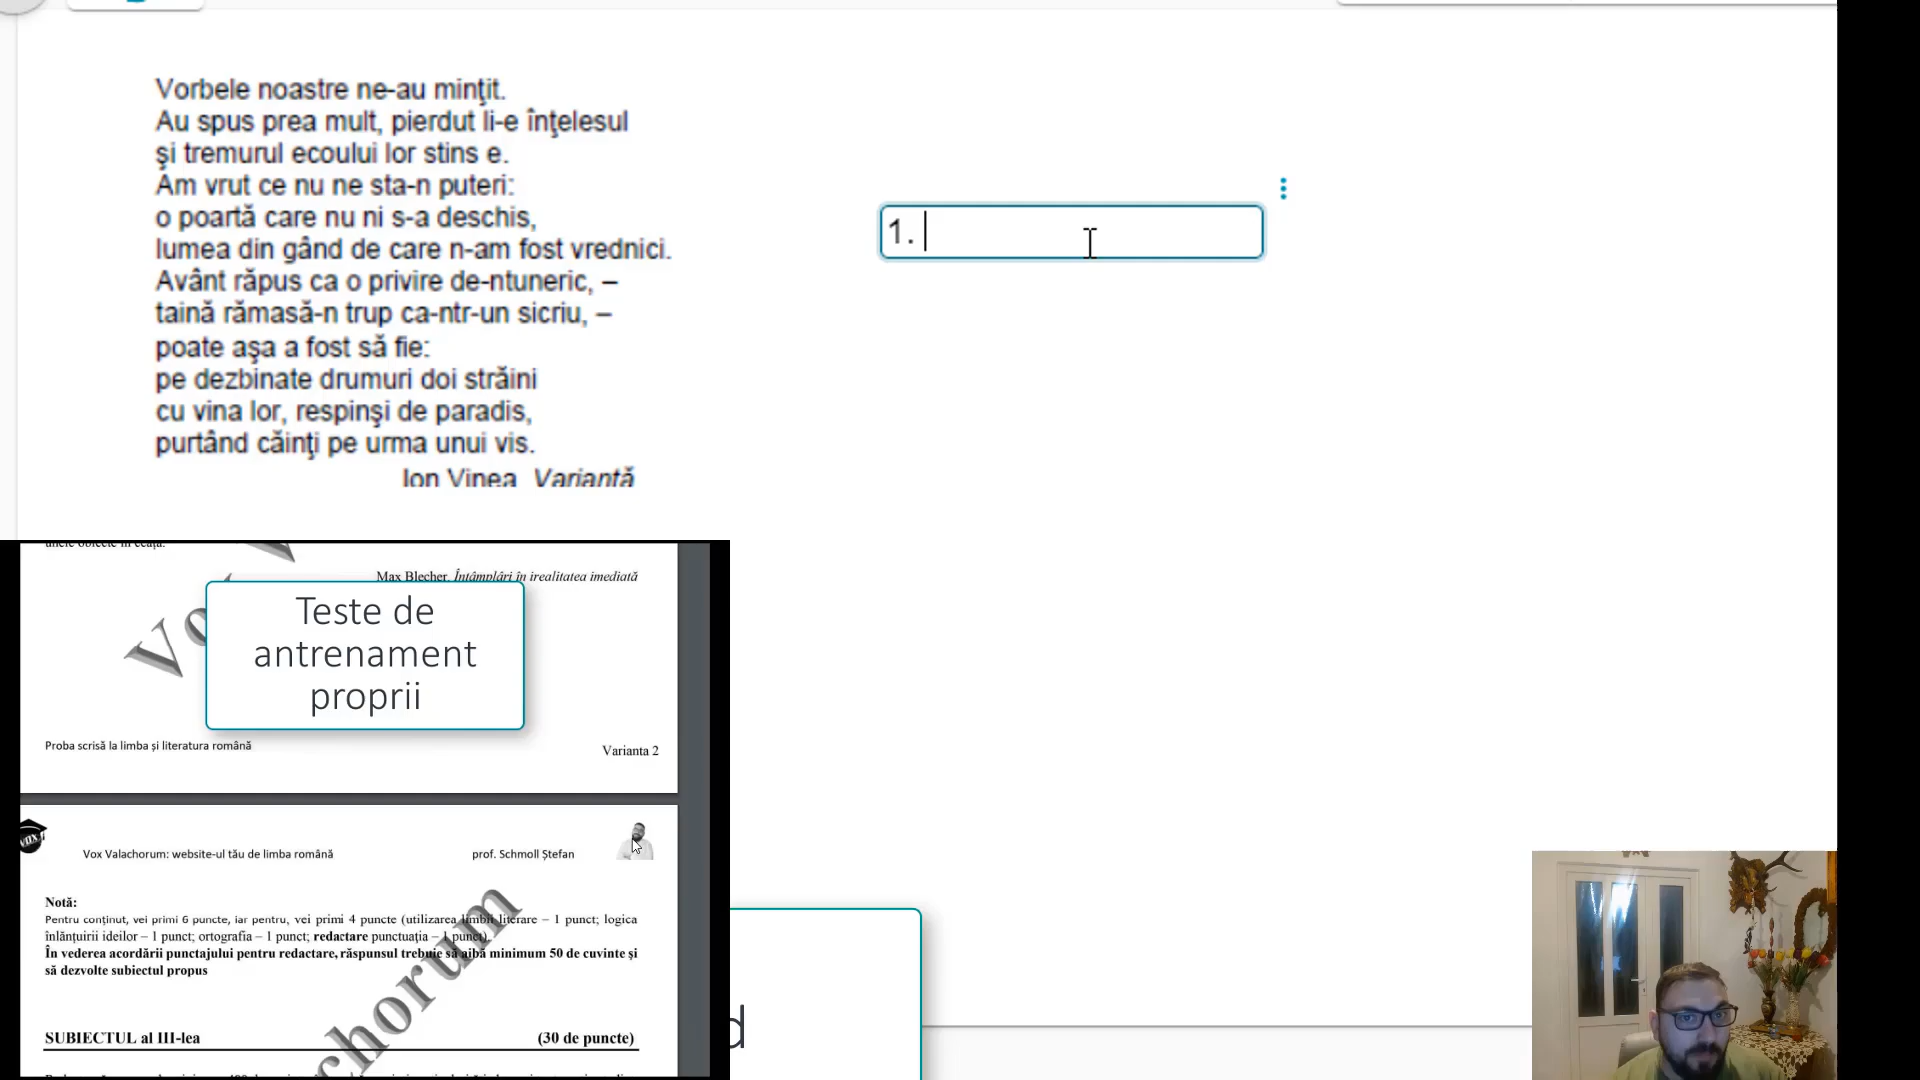 Vorbele noastre ne-au minţit.
Au spus prea mult, pierdut li-e înţelesul
şi tremurul ecoului lor stins e.
Am vrut ce nu ne sta-n puteri:
o poartă care nu ni s-a deschis,
lumea din gând de care n-am fost vrednici.
Avânt răpus ca o privire de-ntuneric, –
taină rămasă-n trup ca-ntr-un sicriu, –
poate aşa a fost să fie:
pe dezbinate drumuri doi străini
cu vina lor, respinşi de paradis,
purtând căinţi pe urma unui vis.
Ion Vinea Variantă
1.
Max Blecher, Întâmplări în irealitatea imediată
Teste de
antrenament
proprii
Proba scrisă la limba și literatura română
Varianta 2
Vox Valachorum: website-ul tău de limba română
prof. Schmoll Ștefan
Notă:
Pentru conținut, vei primi 6 puncte, iar pentru, vei primi 4 puncte (utilizarea limbii literare – 1 punct; logica
înlănțuirii ideilor – 1 punct; ortografia – 1 punct; redactare punctuația – 1 punct).
În vederea acordării punctajului pentru redactare, răspunsul trebuie să aibă minimum 50 de cuvinte și
să dezvolte subiectul propus
SUBIECTUL al III-lea
(30 de puncte)
chorum
d